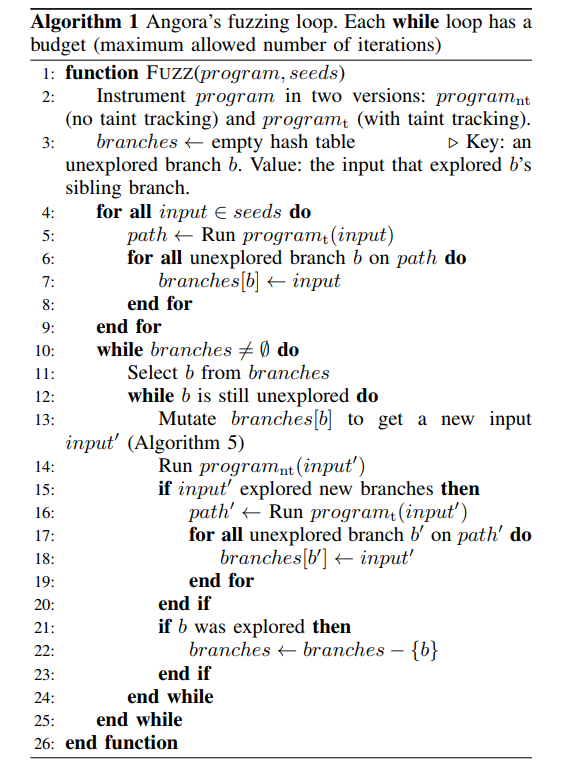 Algorithm 1 Angora's fuzzing loop. Each while loop has a
budget (maximum allowed number of iterations)
1: function FUZZ(program, seeds)
2: Instrument program in two versions: program_nt
(no taint tracking) and program_t (with taint tracking).
3: branches ← empty hash table ▷ Key: an
unexplored branch b. Value: the input that explored b's
sibling branch.
4: for all input ∈ seeds do
5: path ← Run program_t(input)
6: for all unexplored branch b on path do
7: branches[b] ← input
8: end for
9: end for
10: while branches ≠ ∅ do
11: Select b from branches
12: while b is still unexplored do
13: Mutate branches[b] to get a new input
input′ (Algorithm 5)
14: Run program_nt(input′)
15: if input′ explored new branches then
16: path′ ← Run program_t(input′)
17: for all unexplored branch b′ on path′ do
18: branches[b′] ← input′
19: end for
20: end if
21: if b was explored then
22: branches ← branches − {b}
23: end if
24: end while
25: end while
26: end function